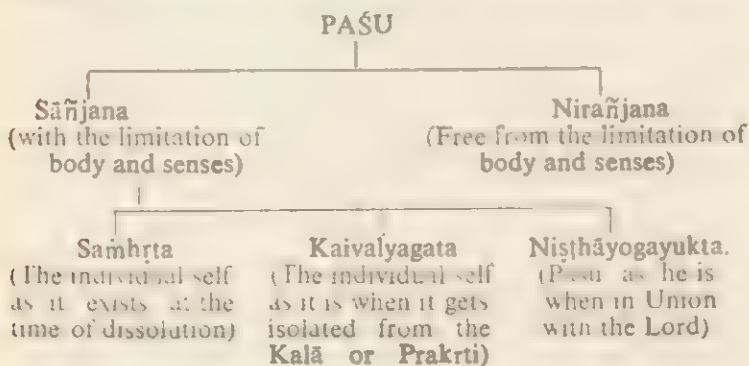 PAŚU
Sāñjana
(with the limitation of
body and senses)
Nirañjana
(Free from the limitation of
body and senses)
Saṁhṛta
(The individual self
as it exists at the
time of dissolution)
Kaivalyagata
(The individual self
as it is when it gets
isolated from the
Kalā or Prakṛti)
Niṣṭhāyogayukta.
(Pasu as he is
when in Union
with the Lord)